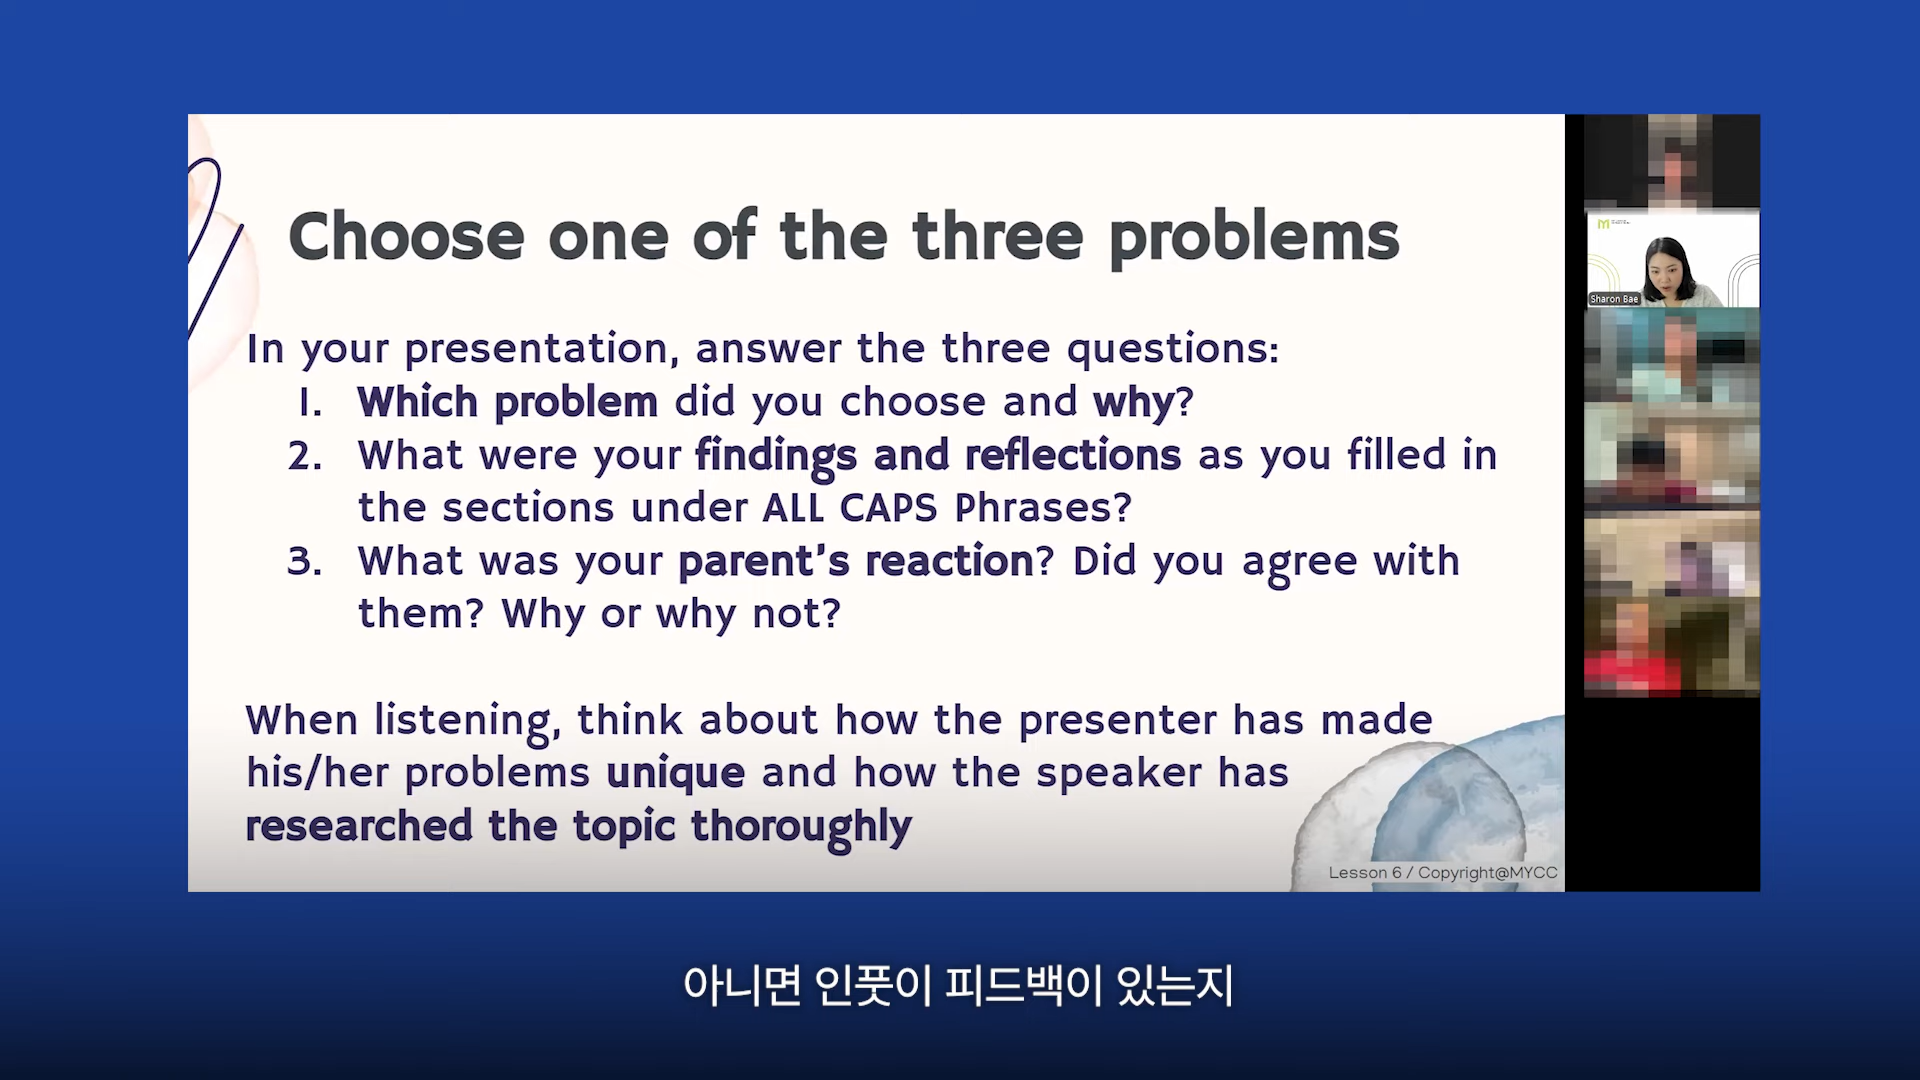 Choose one of the three problems
In your presentation, answer the three questions:
1. Which problem did you choose and why?
2. What were your findings and reflections as you filled in
the sections under ALL CAPS Phrases?
3. What was your parent's reaction? Did you agree with
them? Why or why not?
When listening, think about how the presenter has made
his/her problems unique and how the speaker has
researched the topic thoroughly
Lesson 6 / Copyright@MYCC
Sharon Bae
아니면 인풋이 피드백이 있는지